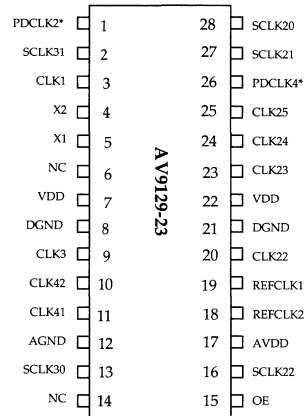 PDCLK2* 1 28 SCLK20
SCLK31 2 27 SCLK21
CLK1 3 26 PDCLK4*
X2 4 25 CLK25
X1 5 24 CLK24
NC 6 23 CLK23
VDD 7 22 VDD
DGND 8 21 DGND
CLK3 9 20 CLK22
CLK42 10 19 REFCLK1
CLK41 11 18 REFCLK2
AGND 12 17 AVDD
SCLK30 13 16 SCLK22
NC 14 15 OE
AV9129-23